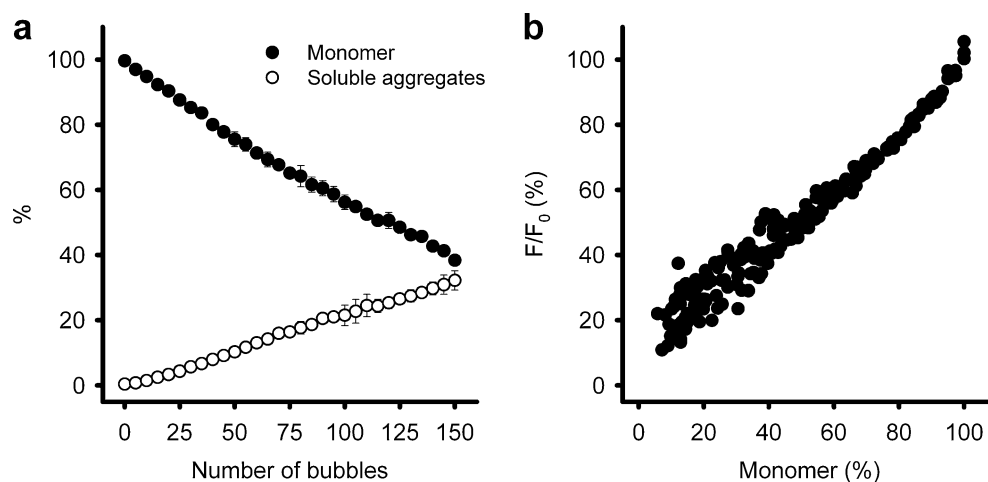 a
Monomer
Soluble aggregates
%
100
80
60
40
20
0
0 25 50 75 100 125 150
Number of bubbles
b
F/F0 (%)
100
80
60
40
20
0
0 20 40 60 80 100
Monomer (%)